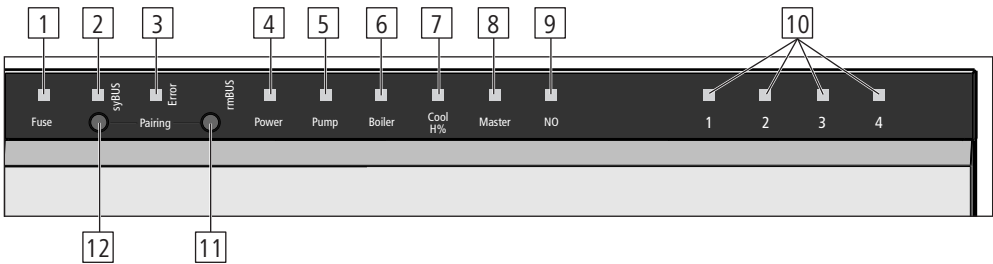 1 2 3 4 5 6 7 8 9 10
syBUS Error rmBUS
Fuse Pairing Power Pump Boiler Cool H% Master NO 1 2 3 4
12 11